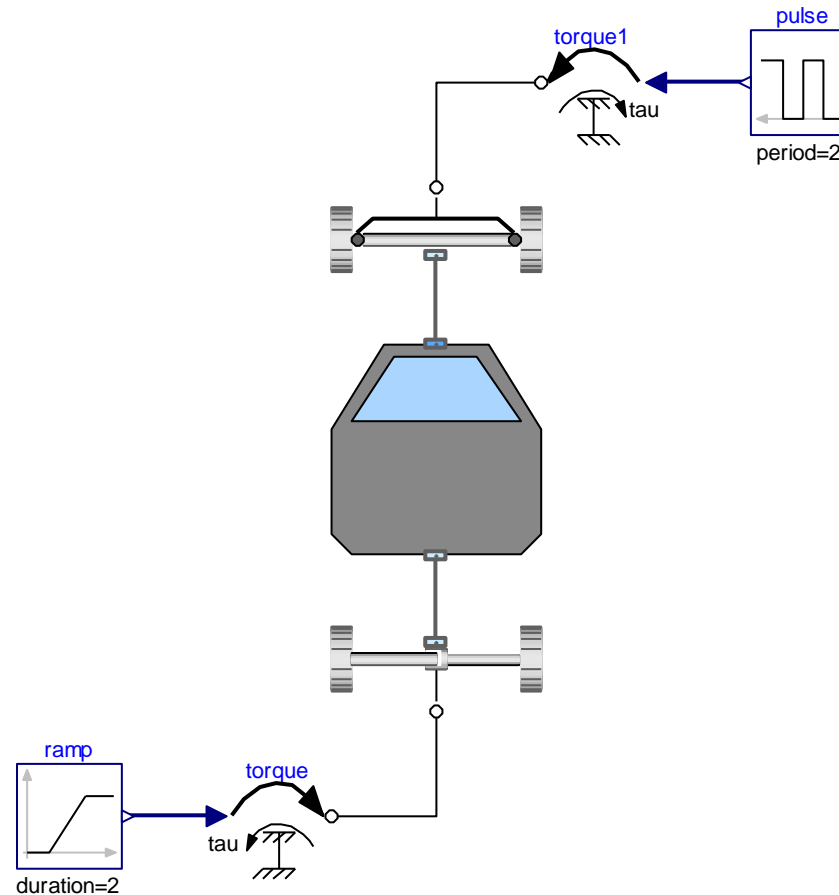 pulse
torque1
tau
period=2
ramp
torque
tau
duration=2